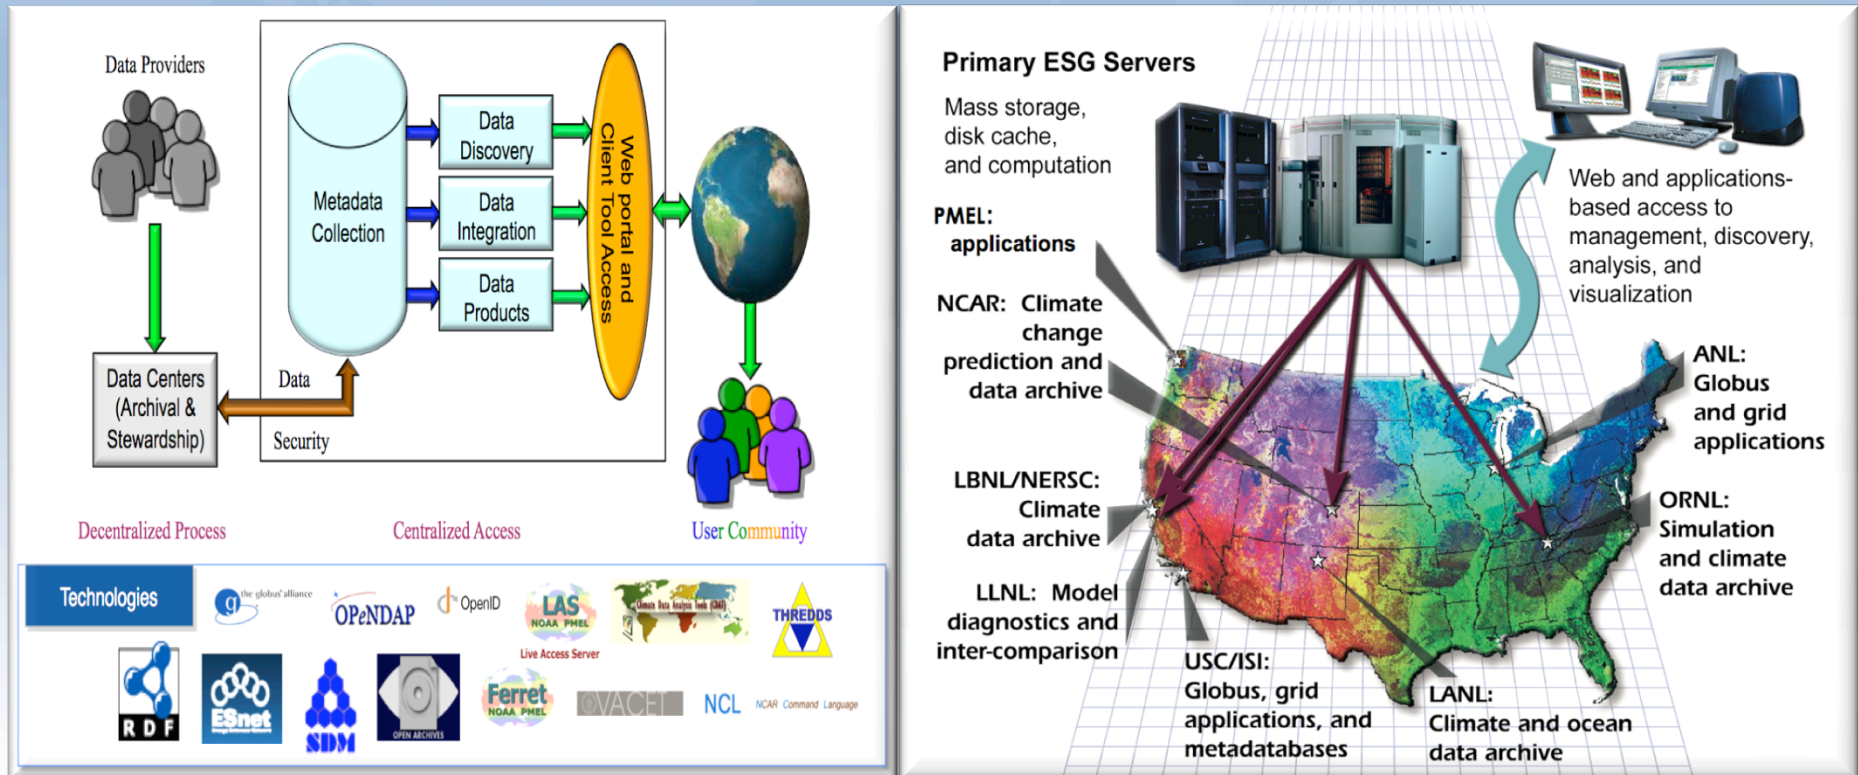 Data Providers
Metadata
Collection
Data
Discovery
Data
Integration
Data
Products
Web portal and
Client Tool Access
Data Centers
(Archival &
Stewardship)
Data
Security
Decentralized Process
Centralized Access
User Community
Technologies
g
the globus alliance
OPeNDAP
OpenID
LAS
NOAA PMEL
Live Access Server
Climate Data Analysis Tools (CDAT)
THREDDS
RDF
ESnet
SDM
OPEN ARCHIVES
Ferret
NOAA PMEL
VACET
NCL
NCAR Command Language
Primary ESG Servers
Mass storage,
disk cache,
and computation
Web and applications-
based access to
management, discovery,
analysis, and
visualization
PMEL:
applications
NCAR: Climate
change
prediction and
data archive
LBNL/NERSC:
Climate
data archive
LLNL: Model
diagnostics and
inter-comparison
USC/ISI:
Globus, grid
applications, and
metadatabases
LANL:
Climate and ocean
data archive
ANL:
Globus
and grid
applications
ORNL:
Simulation
and climate
data archive